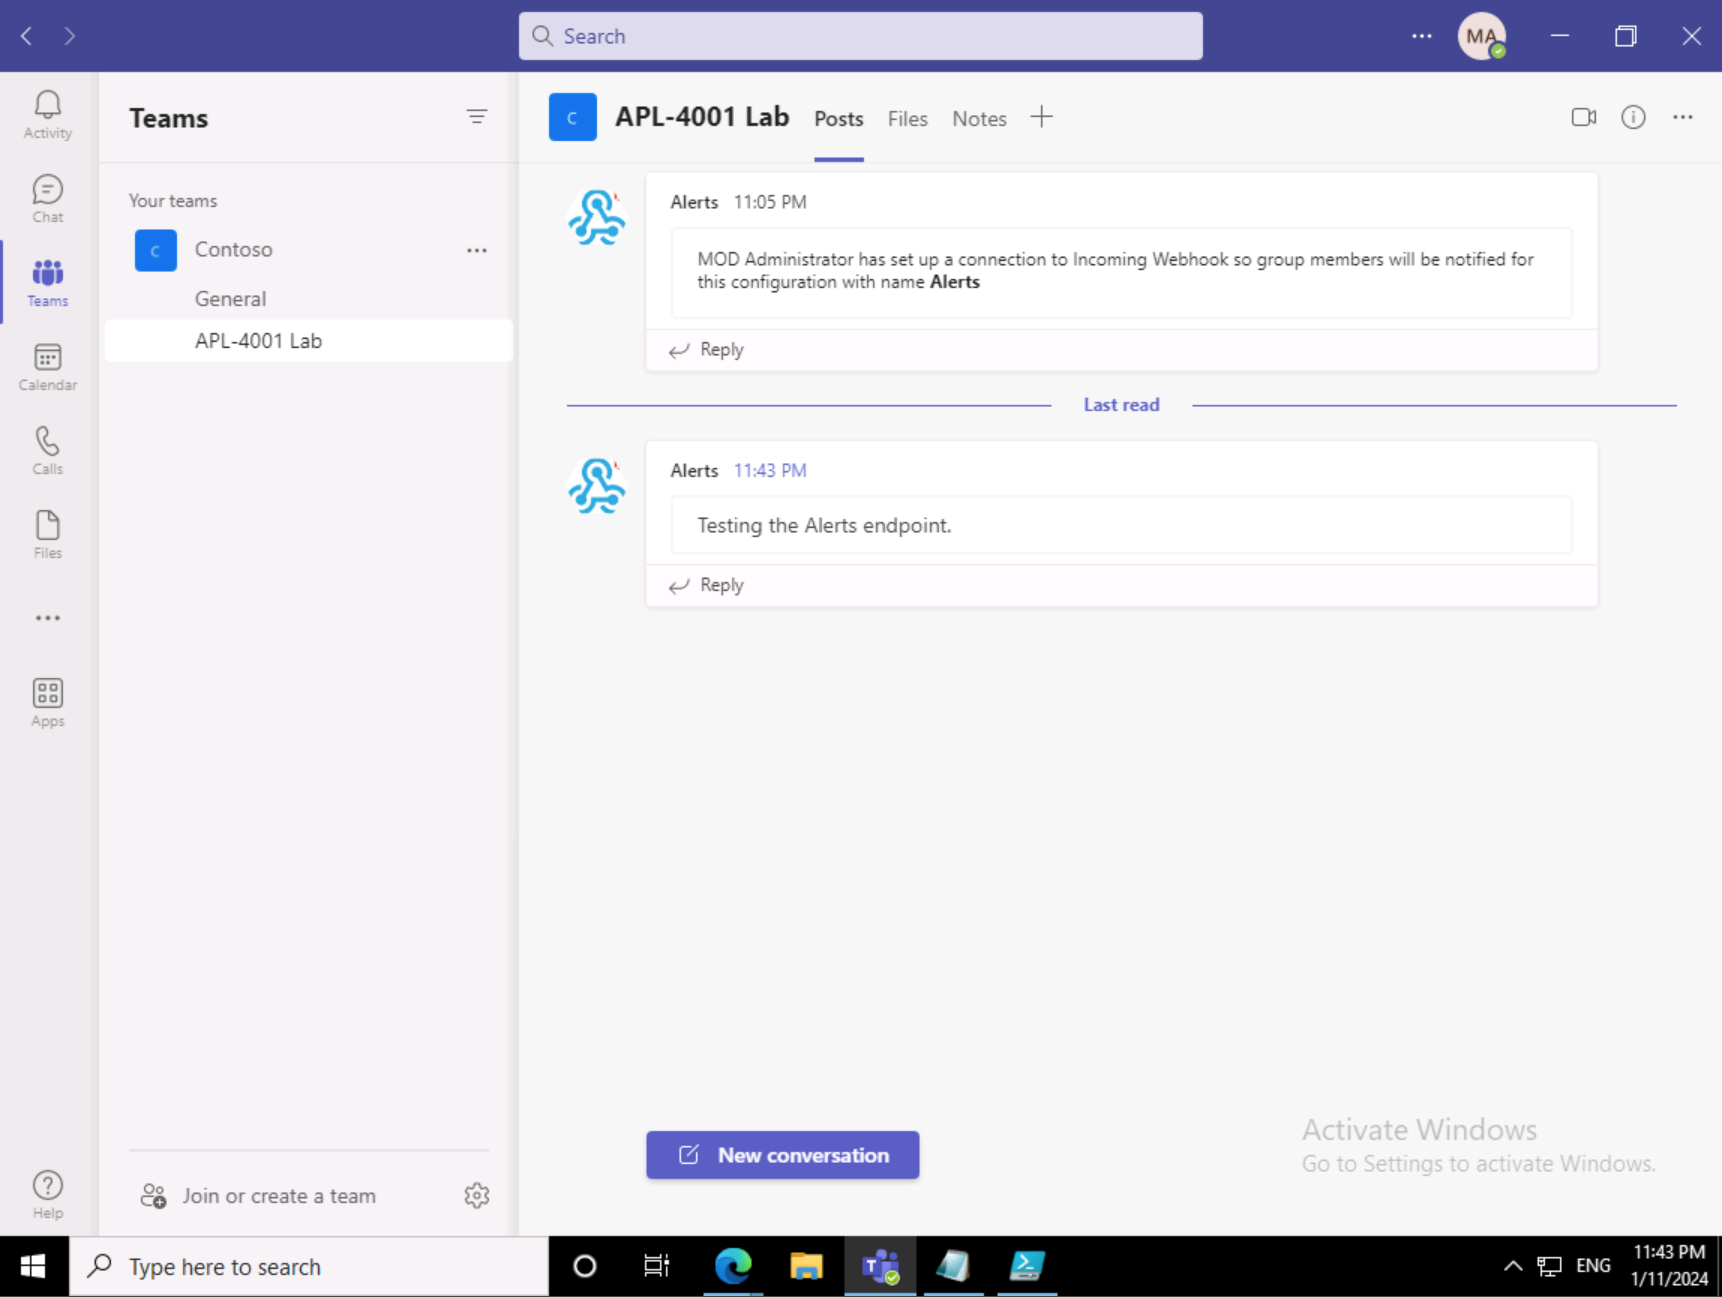 Search
MA
Activity
Chat
Teams
Calendar
Calls
Files
Apps
Help
Teams
Your teams
C
Contoso
General
APL-4001 Lab
Join or create a team
C
APL-4001 Lab
Posts
Files
Notes
Alerts 11:05 PM
MOD Administrator has set up a connection to Incoming Webhook so group members will be notified for
this configuration with name Alerts
Reply
Last read
Alerts 11:43 PM
Testing the Alerts endpoint.
Reply
New conversation
Activate Windows
Go to Settings to activate Windows.
Type here to search
T
ENG
11:43 PM
1/11/2024